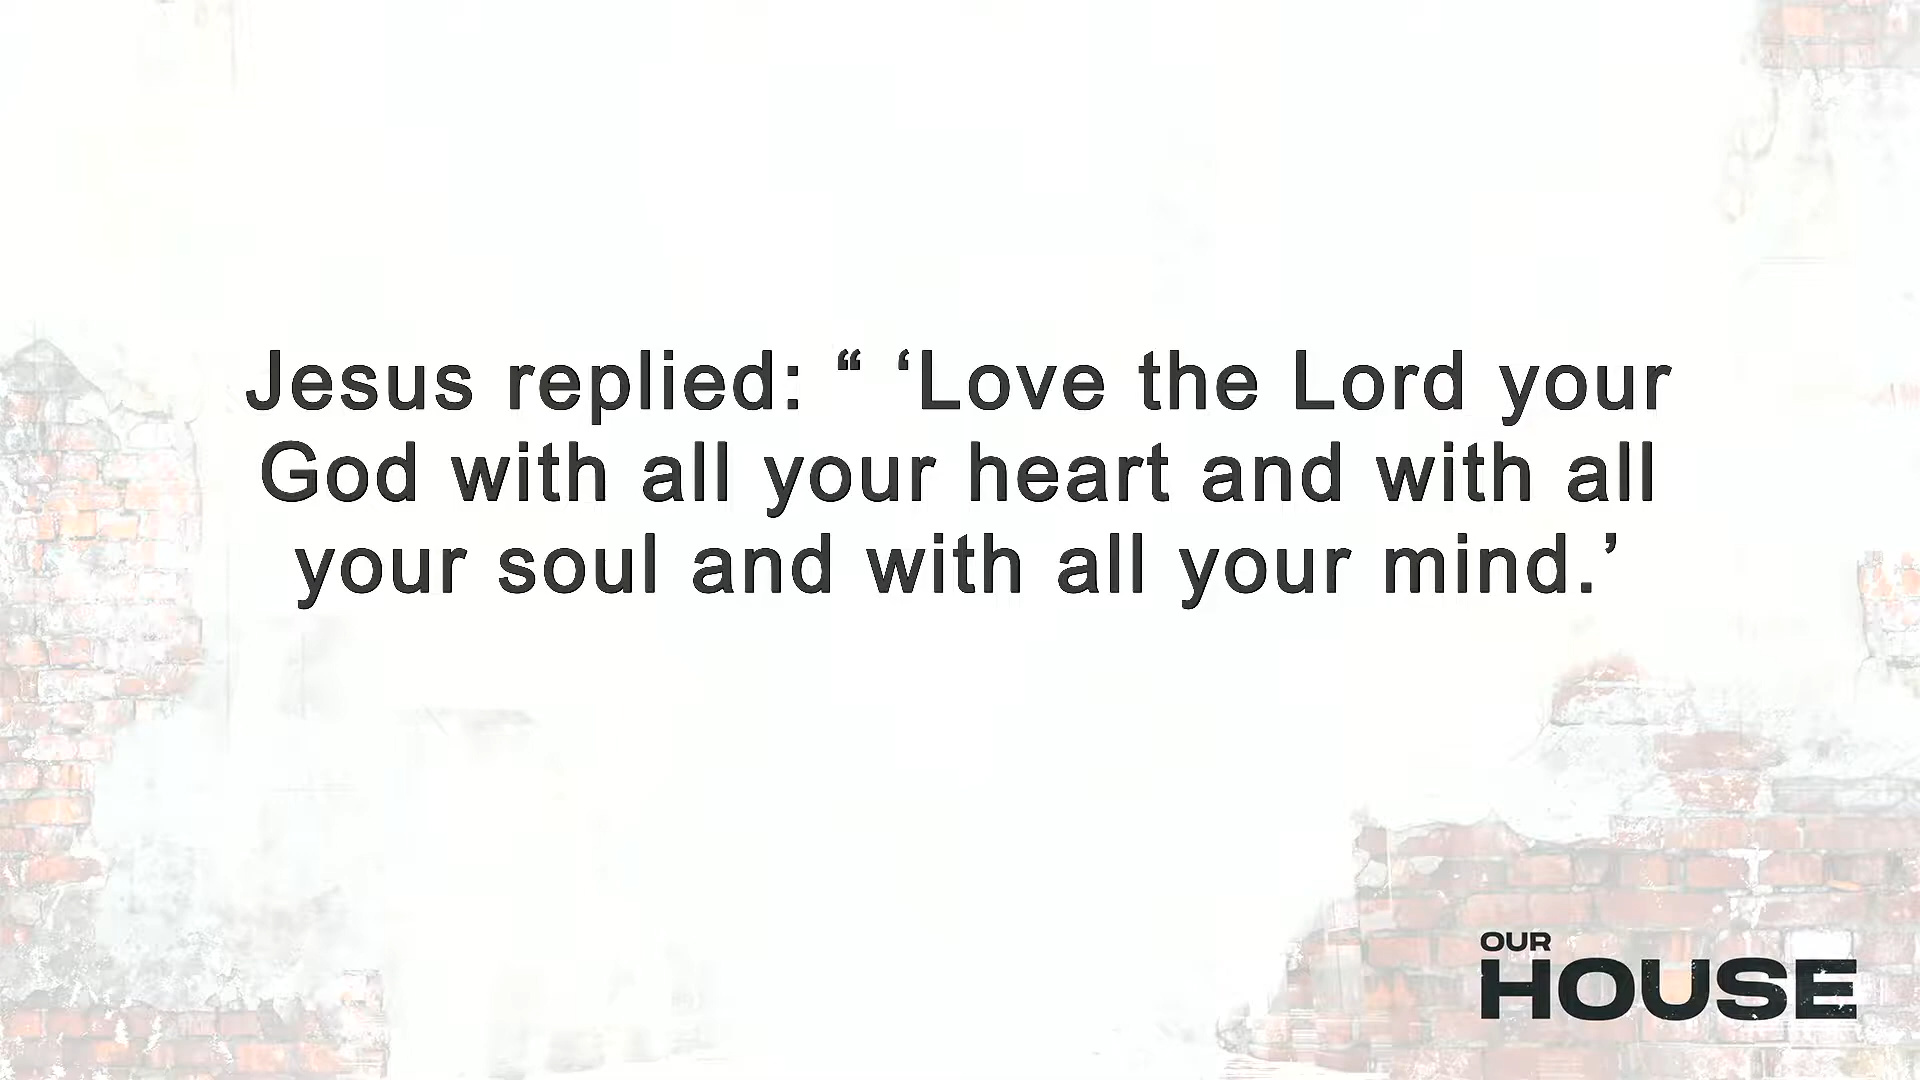 Jesus replied: “ ‘Love the Lord your
God with all your heart and with all
your soul and with all your mind.’
OUR
HOUSE